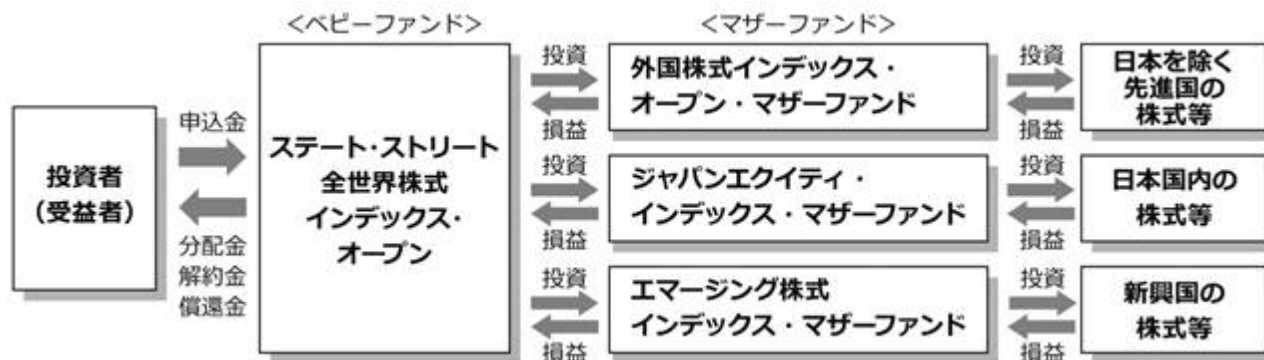 ＜ベビーファンド＞
＜マザーファンド＞
投資者
（受益者）
申込金
分配金
解約金
償還金
ステート・ストリート
全世界株式
インデックス・
オープン
投資
損益
外国株式インデックス・
オープン・マザーファンド
投資
損益
日本を除く
先進国の
株式等
投資
損益
ジャパンエクイティ・
インデックス・マザーファンド
投資
損益
日本国内の
株式等
投資
損益
エマージング株式
インデックス・マザーファンド
投資
損益
新興国の
株式等